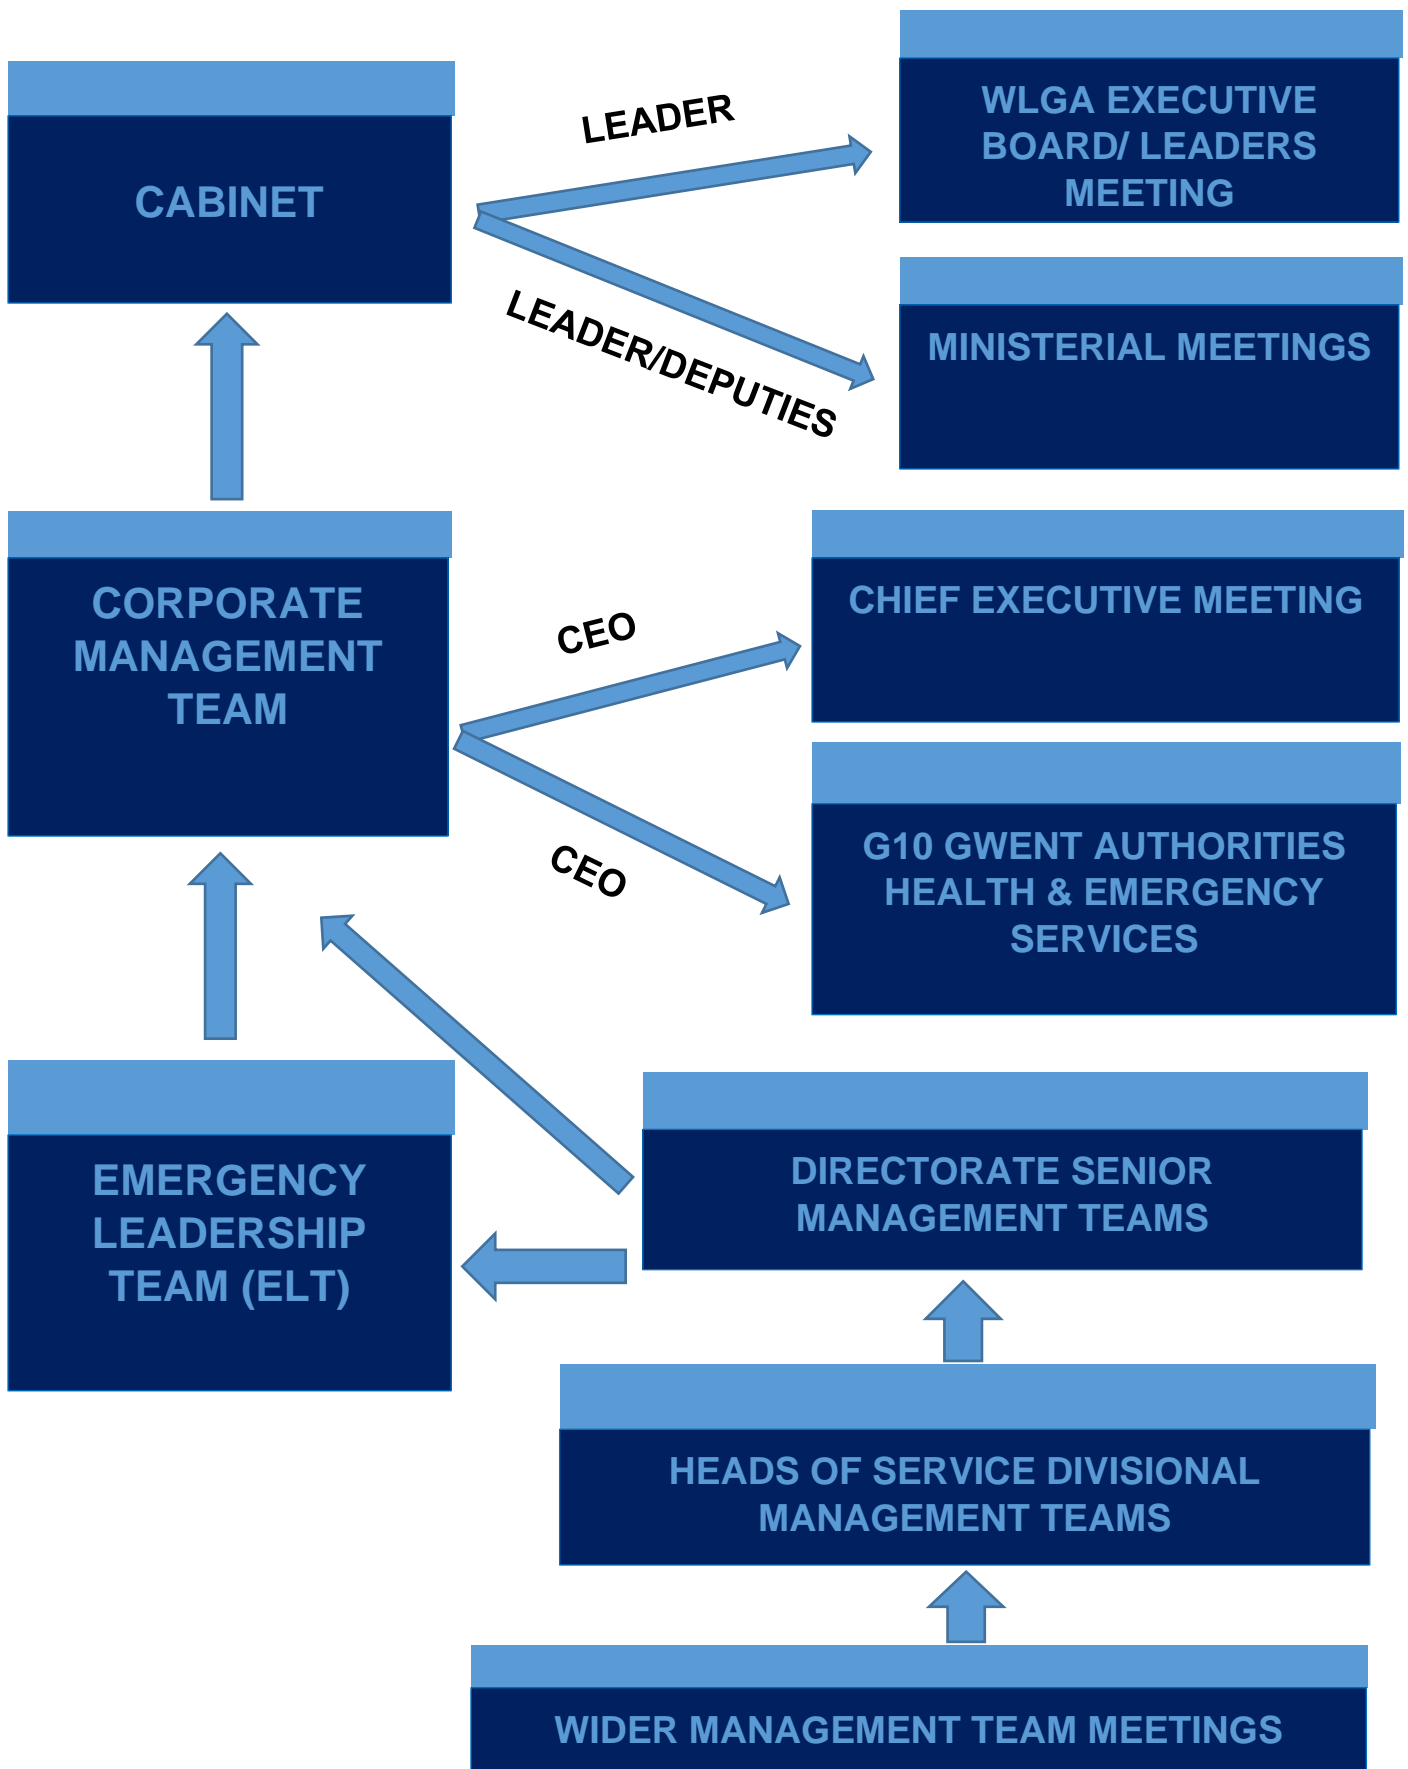 CABINET
LEADER
WLGA EXECUTIVE
BOARD/ LEADERS
MEETING
LEADER/DEPUTIES
MINISTERIAL MEETINGS
CORPORATE
MANAGEMENT
TEAM
CEO
CHIEF EXECUTIVE MEETING
CEO
G10 GWENT AUTHORITIES
HEALTH & EMERGENCY
SERVICES
EMERGENCY
LEADERSHIP
TEAM (ELT)
DIRECTORATE SENIOR
MANAGEMENT TEAMS
HEADS OF SERVICE DIVISIONAL
MANAGEMENT TEAMS
WIDER MANAGEMENT TEAM MEETINGS